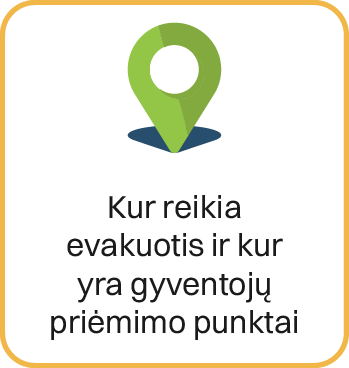 Kur reikia
evakuotis ir kur
yra gyventojų
priėmimo punktai